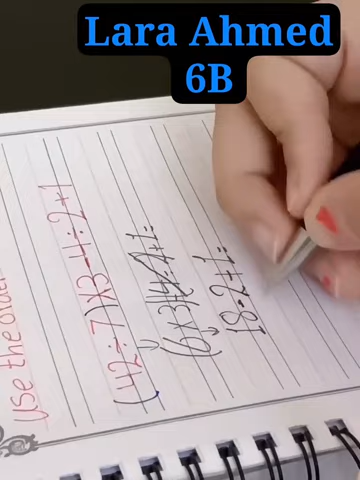 Lara Ahmed
6B
Use the order
(42÷7)×3-4÷2+1
(6×3)-4÷2+1=
18-2+1=